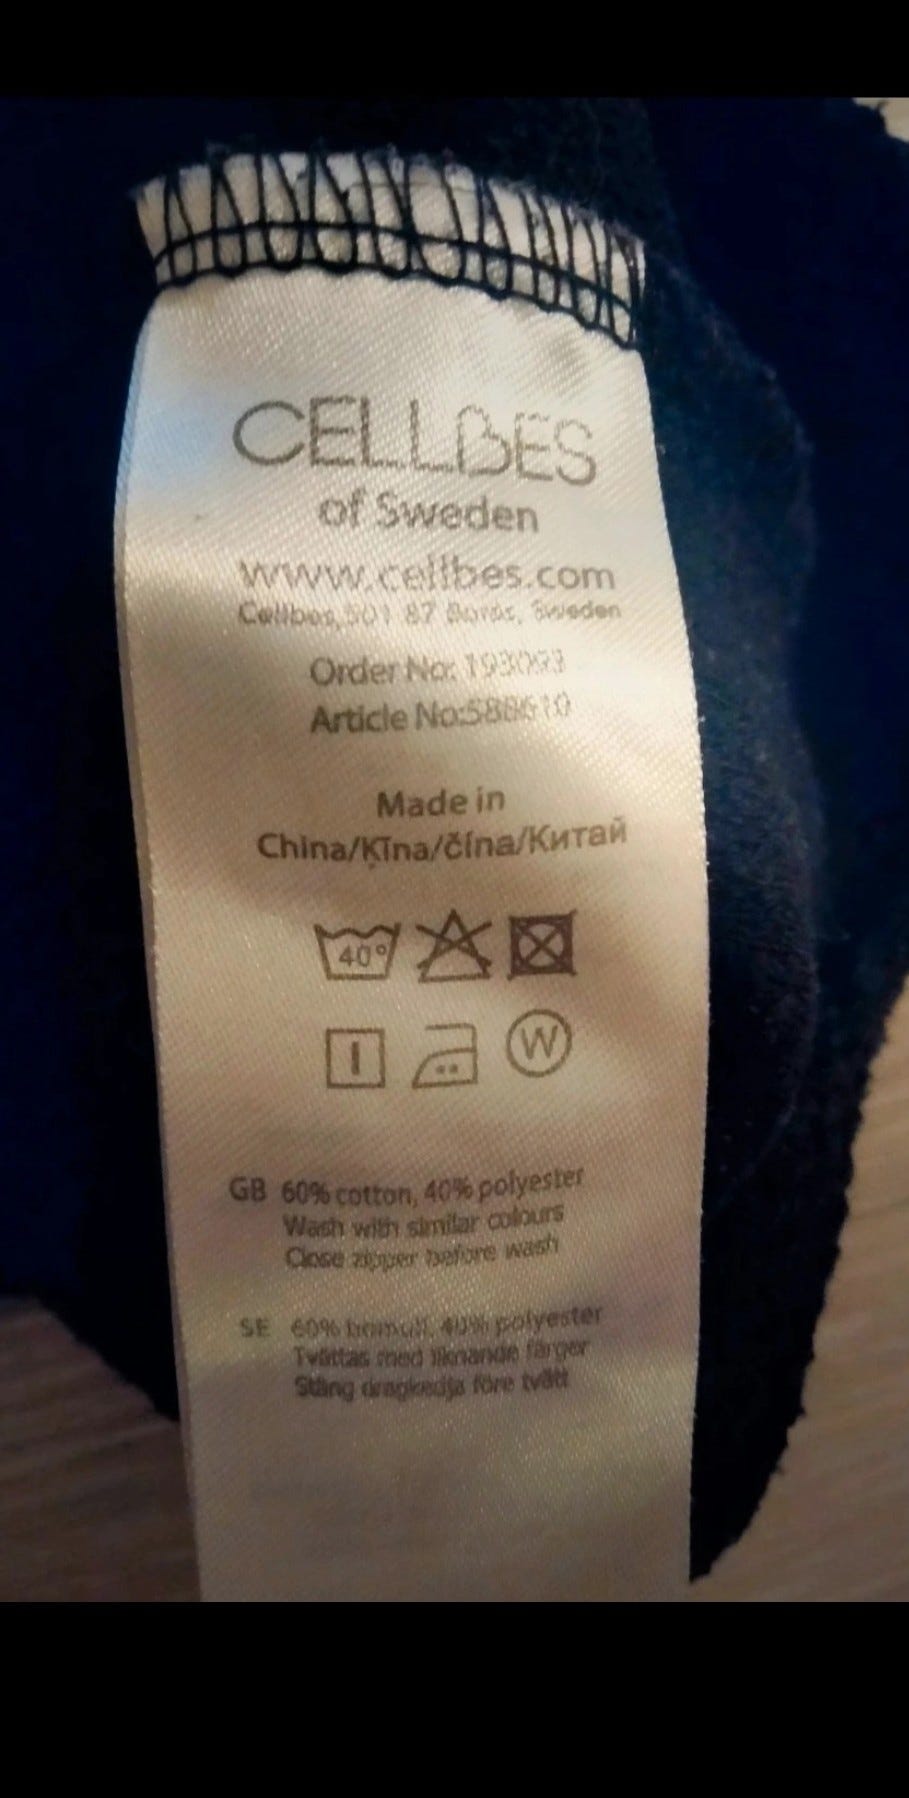 CELLBES
of Sweden
www.cellbes.com
Cellbes, 501 87 Borås, Sweden
Order No: 193093
Article No:588610
Made in
China/Ķīna/čína/Китай
40°
I
W
GB 60% cotton, 40% polyester
Wash with similar colours
Close zipper before wash
SE 60% bomull, 40% polyester
Tvättas med liknande färger
Stäng dragkedja före tvätt